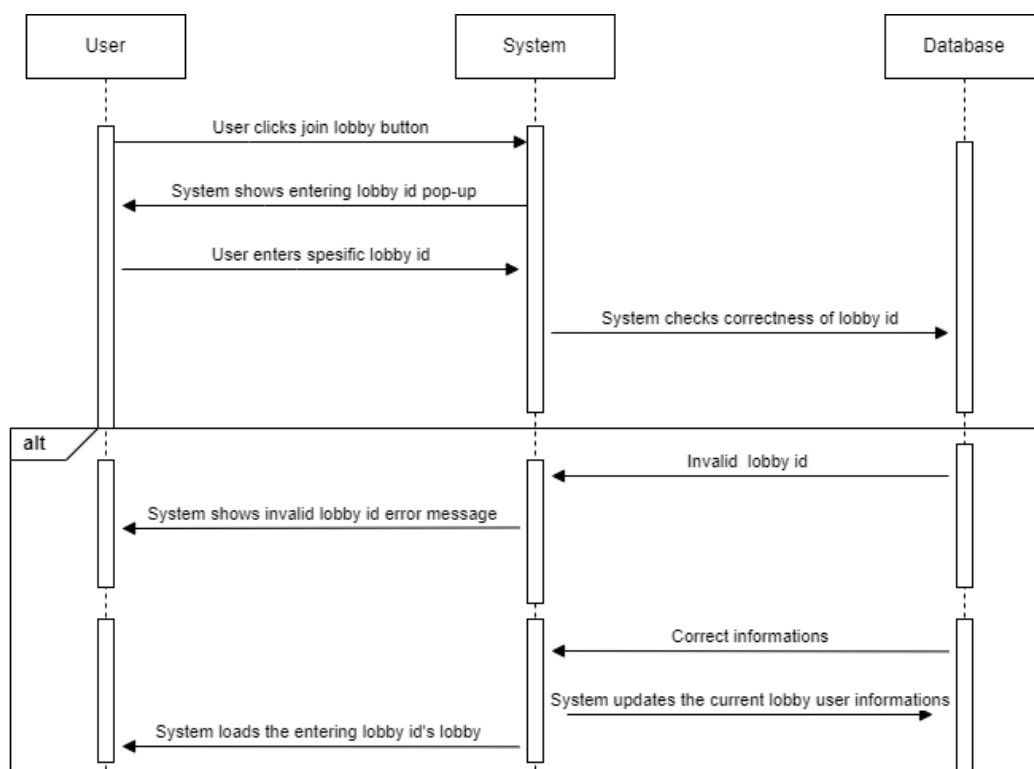 User
System
Database
User clicks join lobby button
System shows entering lobby id pop-up
User enters spesific lobby id
System checks correctness of lobby id
alt
Invalid lobby id
System shows invalid lobby id error message
Correct informations
System updates the current lobby user informations
System loads the entering lobby id's lobby